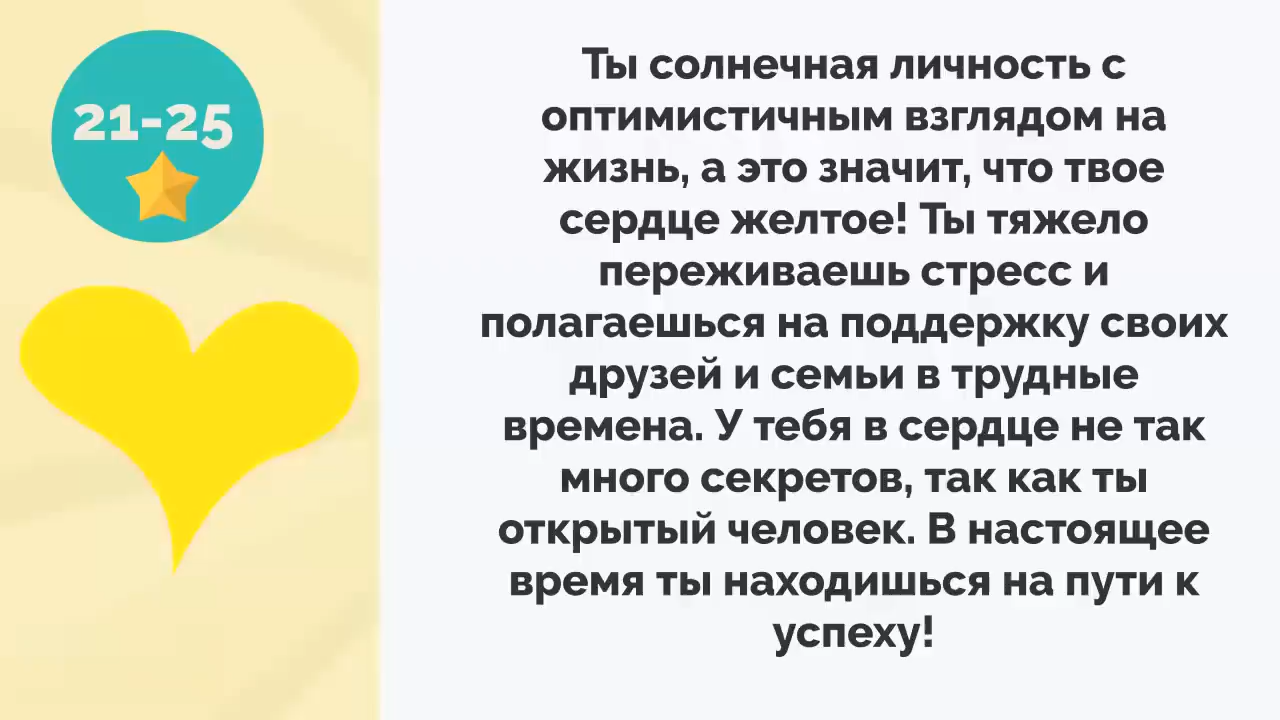 21-25
Ты солнечная личность с
оптимистичным взглядом на
жизнь, а это значит, что твое
сердце желтое! Ты тяжело
переживаешь стресс и
полагаешься на поддержку своих
друзей и семьи в трудные
времена. У тебя в сердце не так
много секретов, так как ты
открытый человек. В настоящее
время ты находишься на пути к
успеху!